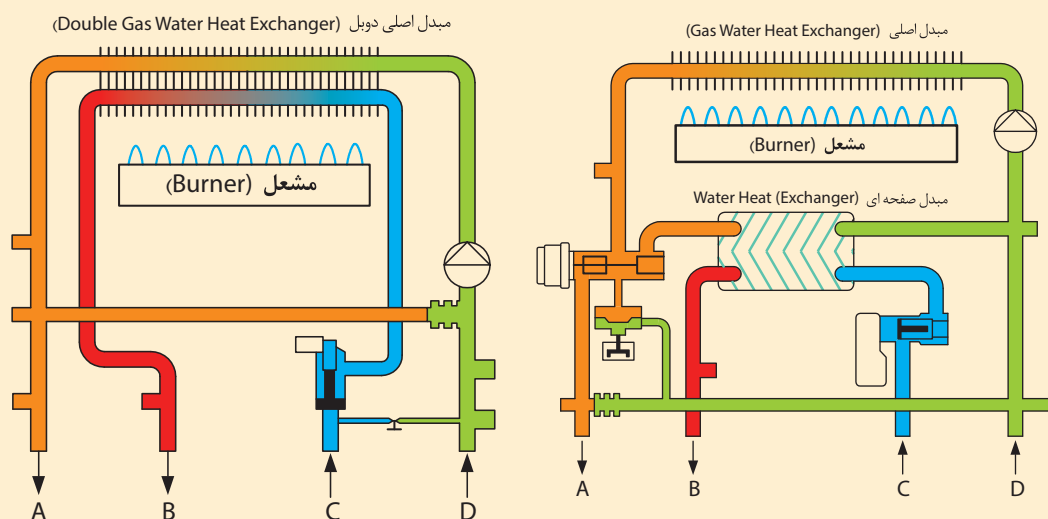 (Double Gas Water Heat Exchanger) مبدل اصلی دوبل
مشعل (Burner)
A B C D
مبدل اصلی (Gas Water Heat Exchanger)
مشعل (Burner)
Water Heat (Exchanger) مبدل صفحه ای
A B C D